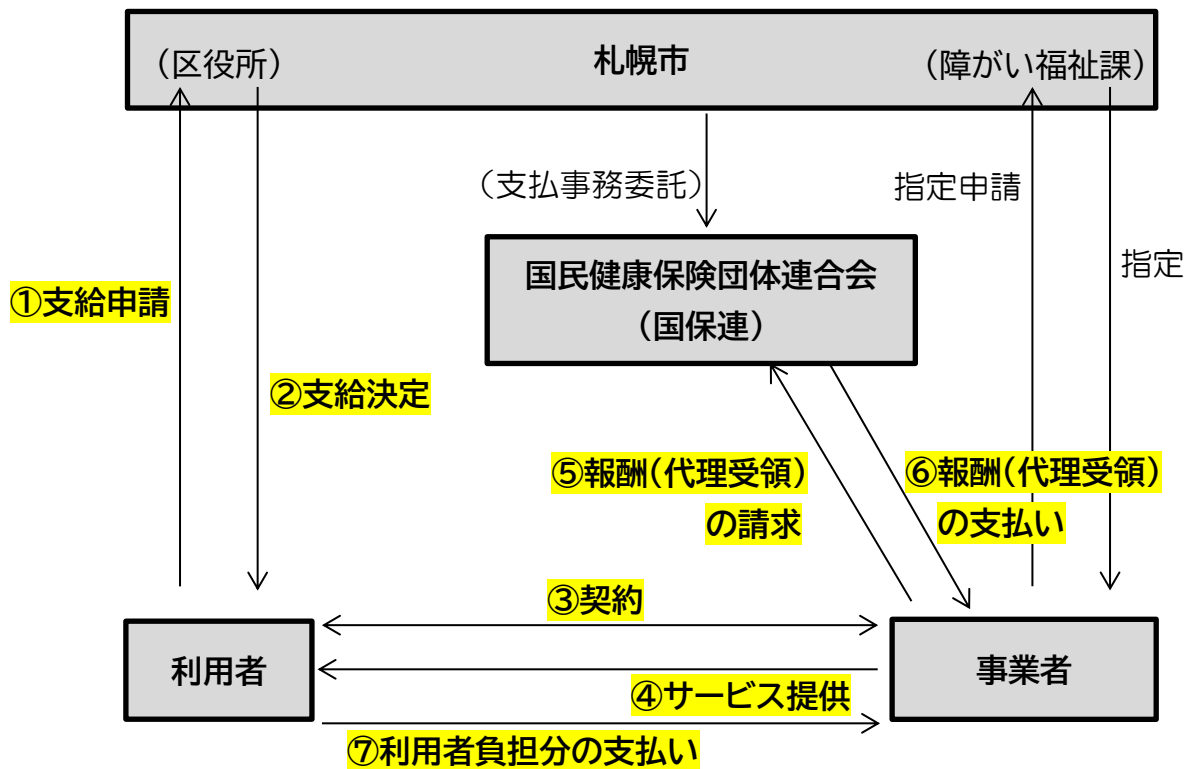 札幌市
(区役所)
(障がい福祉課)
(支払事務委託)
指定申請
指定
国民健康保険団体連合会
(国保連)
①支給申請
②支給決定
⑤報酬(代理受領)
の請求
⑥報酬(代理受領)
の支払い
③契約
利用者
事業者
④サービス提供
⑦利用者負担分の支払い